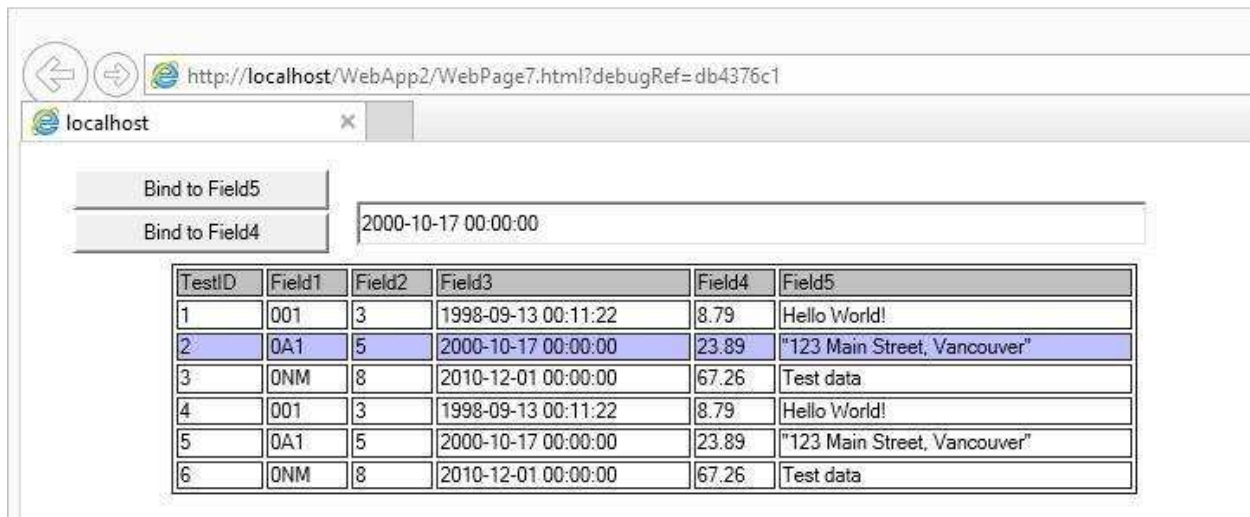 http://localhost/WebApp2/WebPage7.html?debugRef=db4376c1
localhost
Bind to Field5
Bind to Field4
2000-10-17 00:00:00
TestID Field1 Field2 Field3 Field4 Field5
1 001 3 1998-09-13 00:11:22 8.79 Hello World!
2 0A1 5 2000-10-17 00:00:00 23.89 "123 Main Street, Vancouver"
3 0NM 8 2010-12-01 00:00:00 67.26 Test data
4 001 3 1998-09-13 00:11:22 8.79 Hello World!
5 0A1 5 2000-10-17 00:00:00 23.89 "123 Main Street, Vancouver"
6 0NM 8 2010-12-01 00:00:00 67.26 Test data